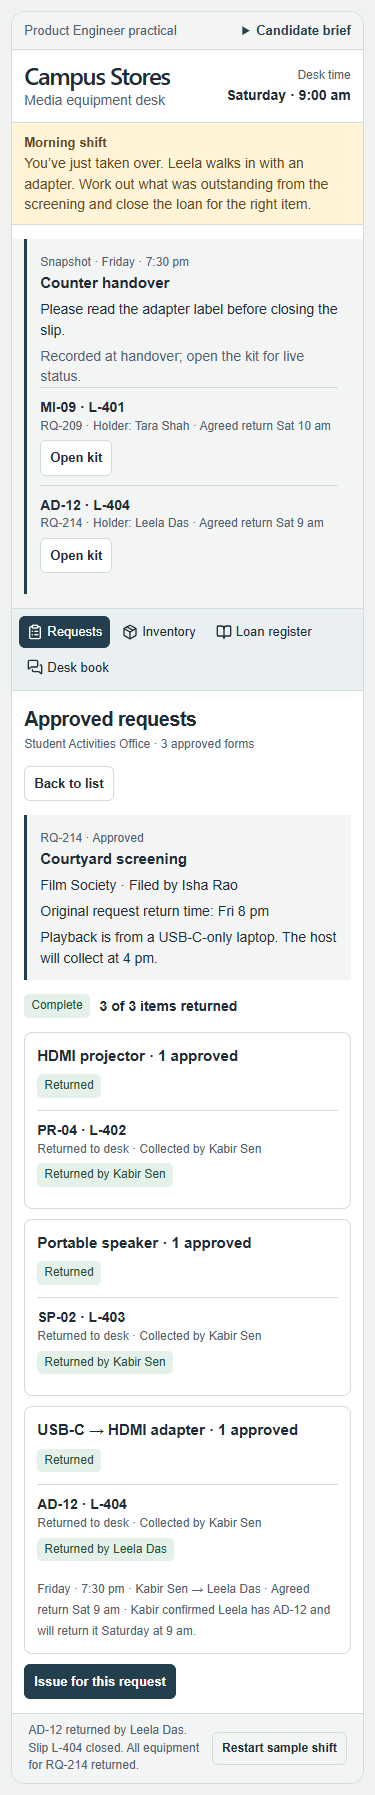 Product Engineer practical
▶ Candidate brief
Campus Stores
Media equipment desk
Desk time
Saturday · 9:00 am
Morning shift
You’ve just taken over. Leela walks in with an
adapter. Work out what was outstanding from the
screening and close the loan for the right item.
Snapshot · Friday · 7:30 pm
Counter handover
Please read the adapter label before closing the
slip.
Recorded at handover; open the kit for live
status.
MI-09 · L-401
RQ-209 · Holder: Tara Shah · Agreed return Sat 10 am
Open kit
AD-12 · L-404
RQ-214 · Holder: Leela Das · Agreed return Sat 9 am
Open kit
Requests
Inventory
Loan register
Desk book
Approved requests
Student Activities Office · 3 approved forms
Back to list
RQ-214 · Approved
Courtyard screening
Film Society · Filed by Isha Rao
Original request return time: Fri 8 pm
Playback is from a USB-C-only laptop. The host
will collect at 4 pm.
Complete
3 of 3 items returned
HDMI projector · 1 approved
Returned
PR-04 · L-402
Returned to desk · Collected by Kabir Sen
Returned by Kabir Sen
Portable speaker · 1 approved
Returned
SP-02 · L-403
Returned to desk · Collected by Kabir Sen
Returned by Kabir Sen
USB-C → HDMI adapter · 1 approved
Returned
AD-12 · L-404
Returned to desk · Collected by Kabir Sen
Returned by Leela Das
Friday · 7:30 pm · Kabir Sen → Leela Das · Agreed
return Sat 9 am · Kabir confirmed Leela has AD-12 and
will return it Saturday at 9 am.
Issue for this request
AD-12 returned by Leela Das.
Slip L-404 closed. All equipment
for RQ-214 returned.
Restart sample shift